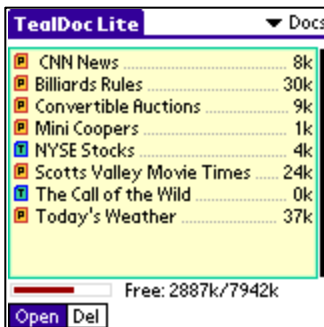 TealDoc Lite Docs
P CNN News 8k
P Billiards Rules 30k
P Convertible Auctions 9k
P Mini Coopers 1k
T NYSE Stocks 4k
P Scotts Valley Movie Times 24k
T The Call of the Wild 0k
P Today's Weather 37k
Free: 2887k/7942k
Open Del